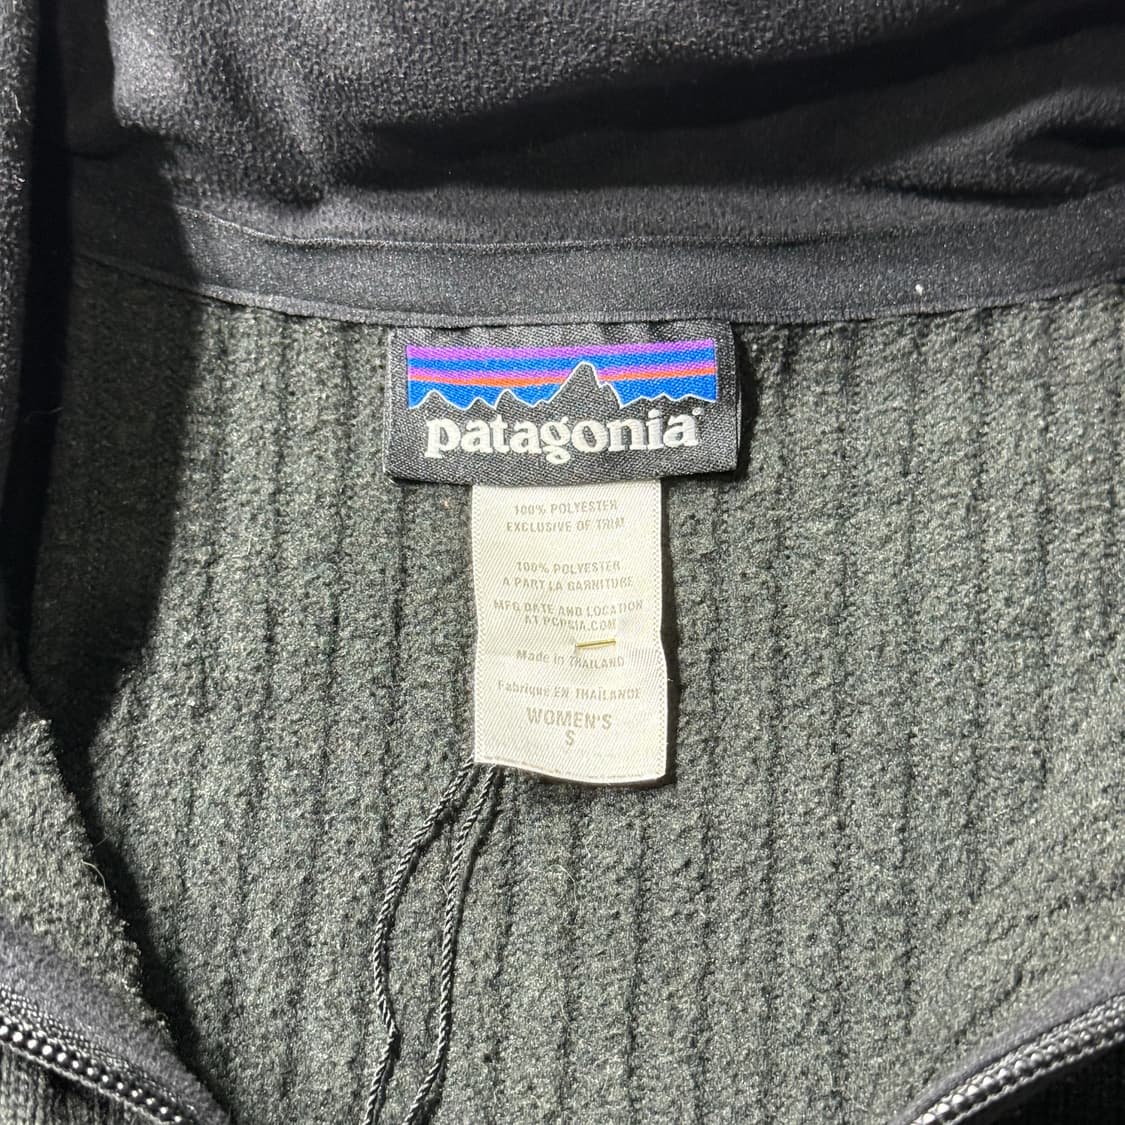 patagonia
100% POLYESTER
EXCLUSIVE OF TRIM
100% POLYESTER
A PART LA GARNITURE
MFG DATE AND LOCATION
AT PCPSIA.COM
Made in THAILAND
Fabriqué EN THAÏLANDE
WOMEN'S
S